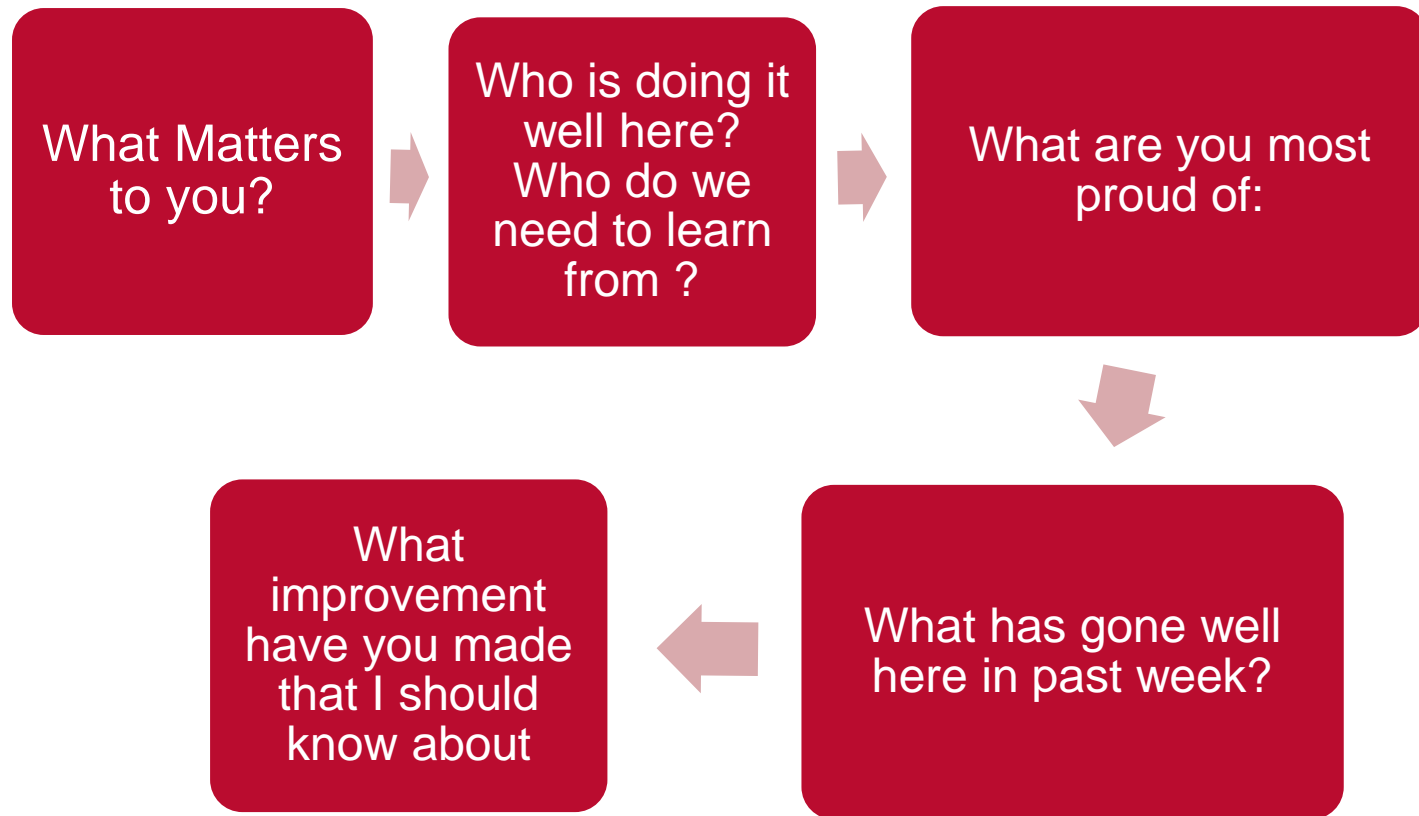 What Matters
to you?
Who is doing it
well here?
Who do we
need to learn
from ?
What are you most
proud of:
What has gone well
here in past week?
What
improvement
have you made
that I should
know about